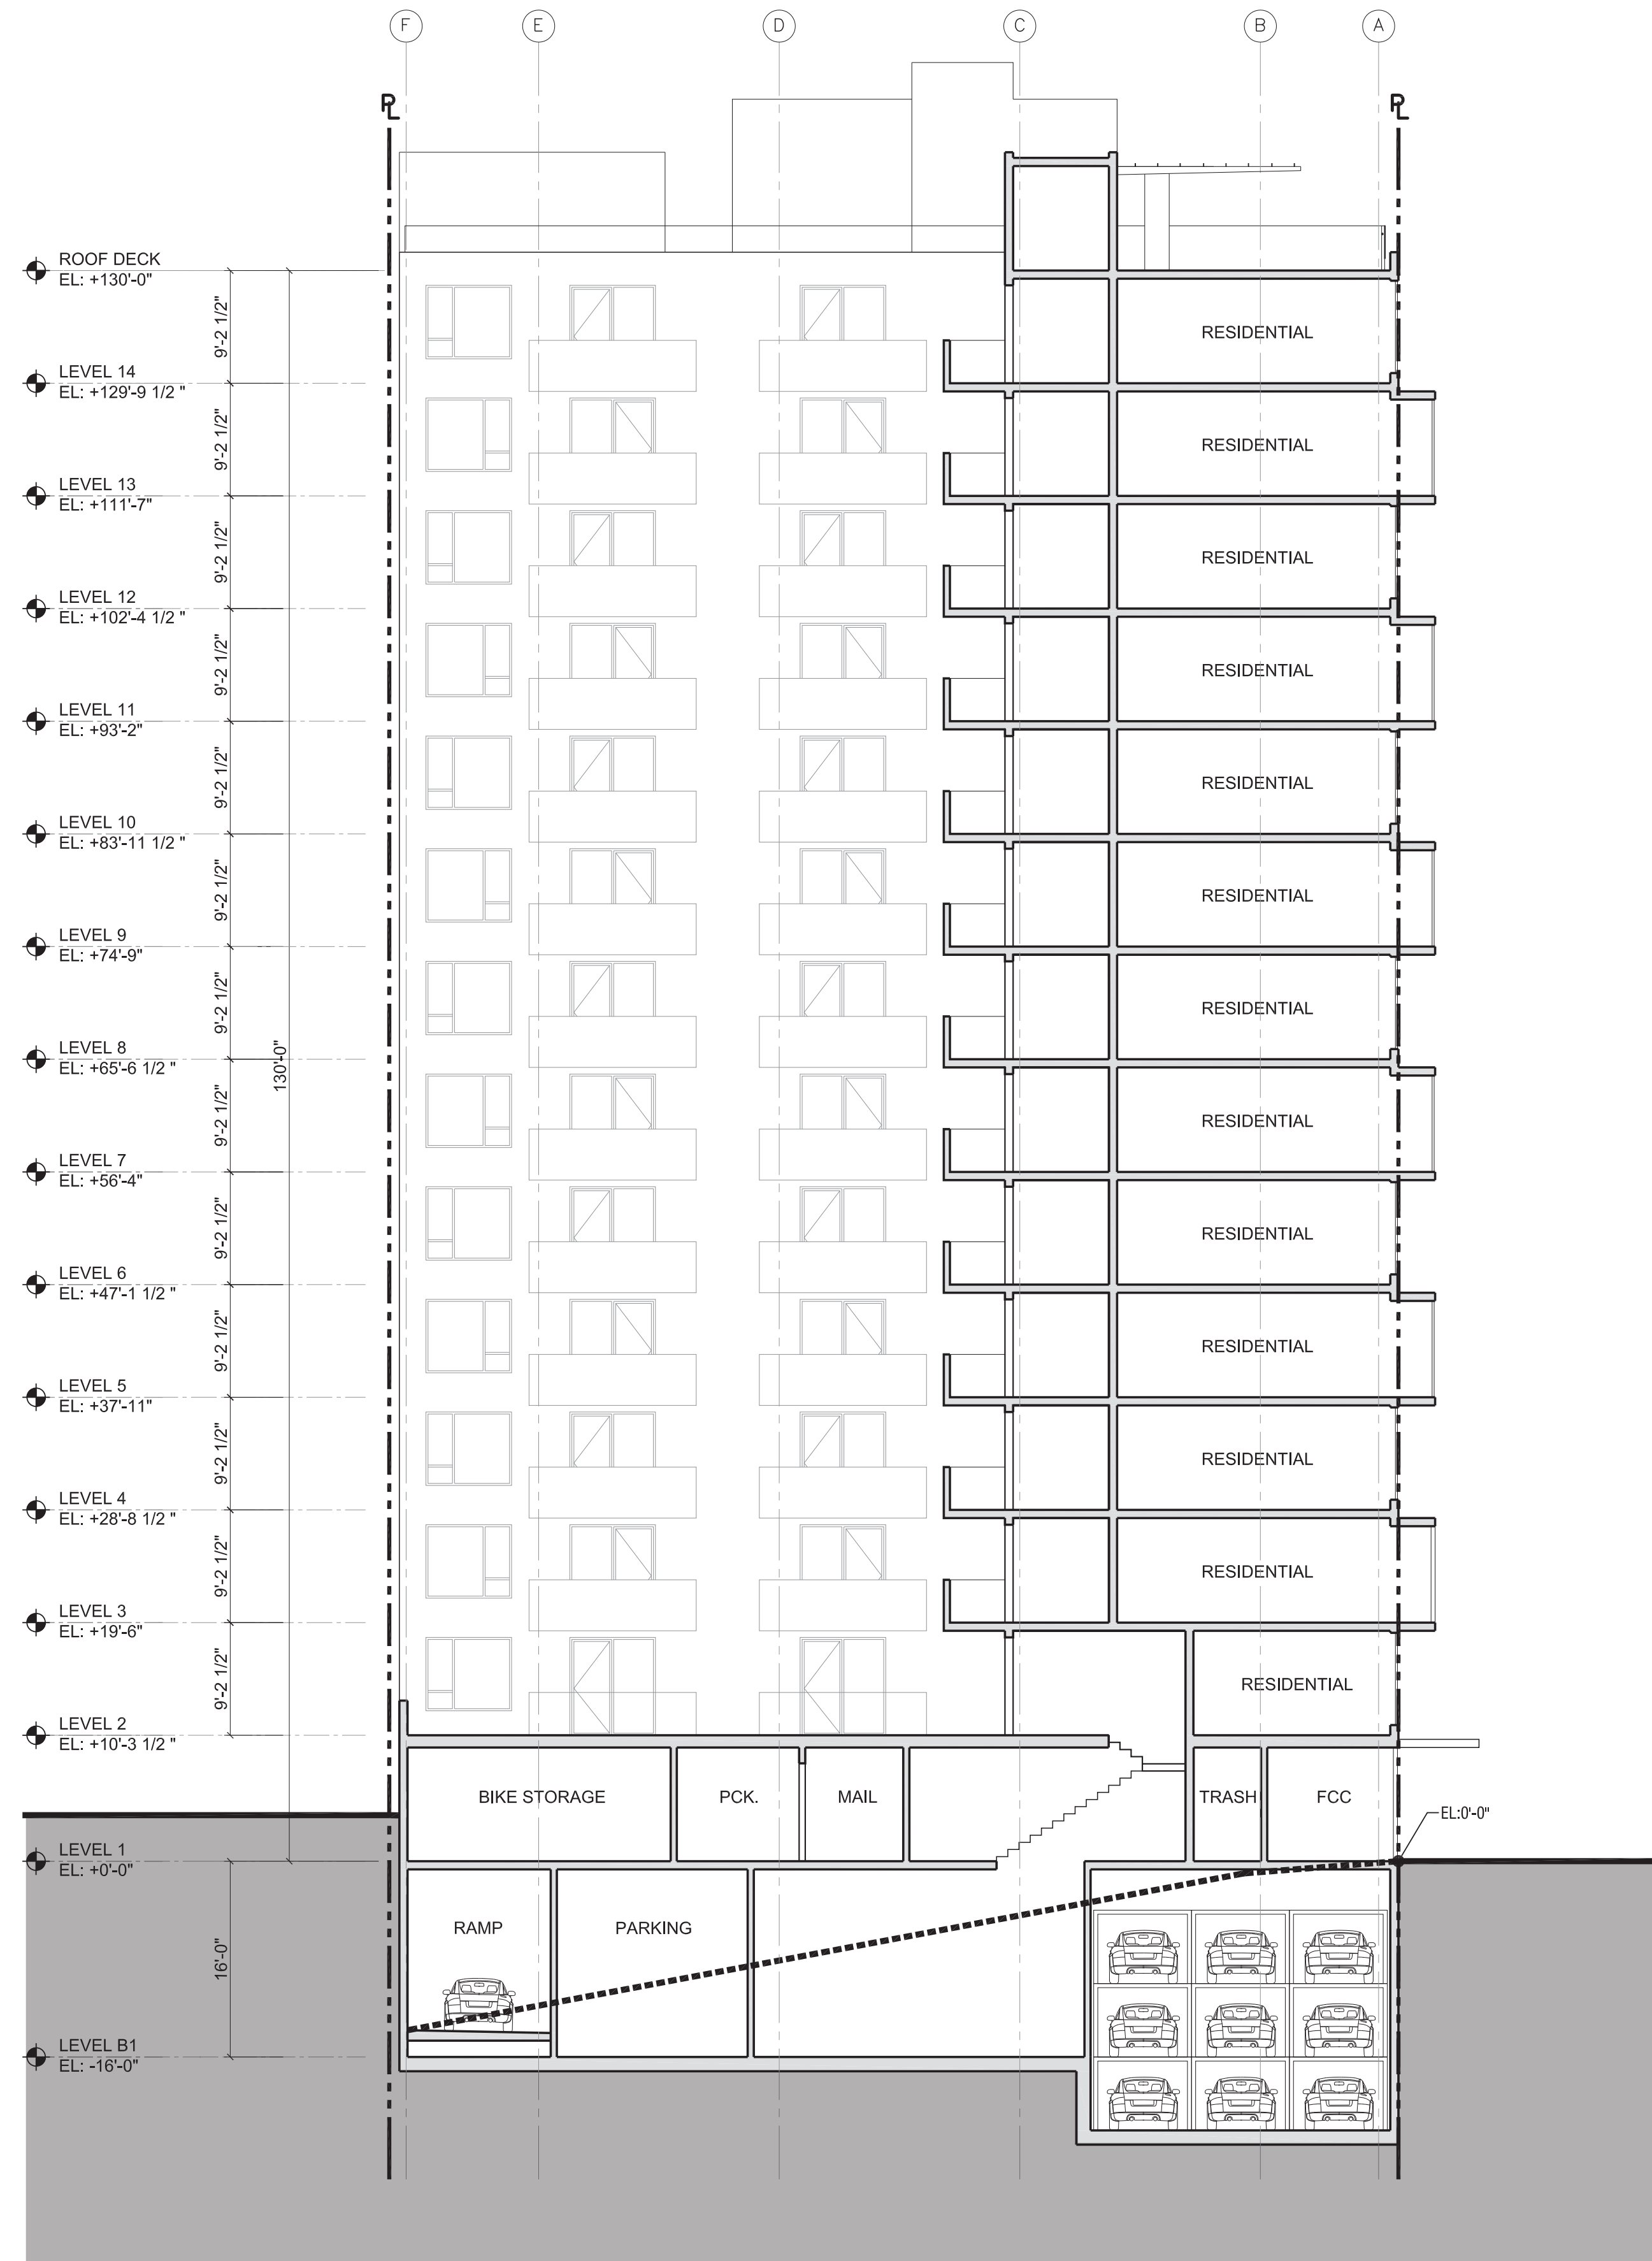 F E D C B A
PL PL
ROOF DECK
EL: +130'-0"
9'-2 1/2"
RESIDENTIAL
LEVEL 14
EL: +129'-9 1/2 "
9'-2 1/2"
RESIDENTIAL
LEVEL 13
EL: +111'-7"
9'-2 1/2"
RESIDENTIAL
LEVEL 12
EL: +102'-4 1/2 "
9'-2 1/2"
RESIDENTIAL
LEVEL 11
EL: +93'-2"
9'-2 1/2"
RESIDENTIAL
LEVEL 10
EL: +83'-11 1/2 "
9'-2 1/2"
RESIDENTIAL
LEVEL 9
EL: +74'-9"
9'-2 1/2"
RESIDENTIAL
LEVEL 8
EL: +65'-6 1/2 "
130'-0"
9'-2 1/2"
RESIDENTIAL
LEVEL 7
EL: +56'-4"
9'-2 1/2"
RESIDENTIAL
LEVEL 6
EL: +47'-1 1/2 "
9'-2 1/2"
RESIDENTIAL
LEVEL 5
EL: +37'-11"
9'-2 1/2"
RESIDENTIAL
LEVEL 4
EL: +28'-8 1/2 "
9'-2 1/2"
RESIDENTIAL
LEVEL 3
EL: +19'-6"
9'-2 1/2"
RESIDENTIAL
LEVEL 2
EL: +10'-3 1/2 "
BIKE STORAGE PCK. MAIL TRASH FCC
EL:0'-0"
LEVEL 1
EL: +0'-0"
16'-0"
RAMP PARKING
LEVEL B1
EL: -16'-0"